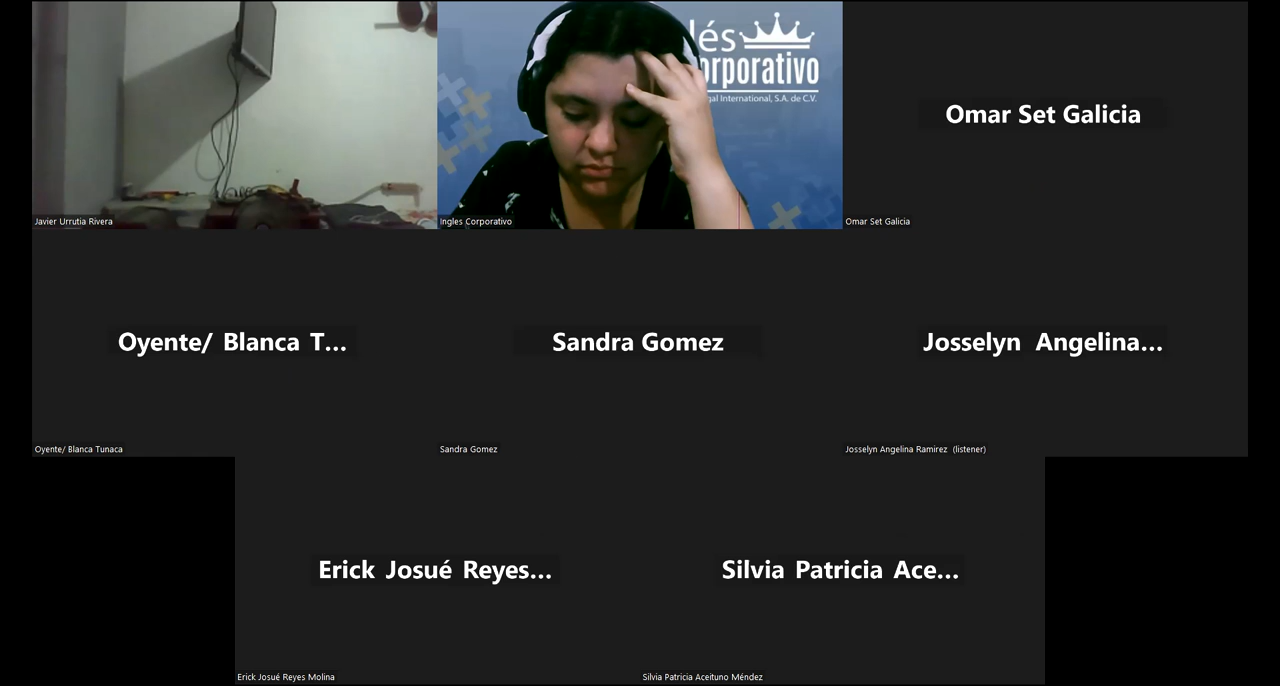 lés
orporativo
gal International, S.A. de C.V.
Javier Urrutia Rivera
Ingles Corporativo
Omar Set Galicia
Omar Set Galicia
Oyente/ Blanca T...
Sandra Gomez
Josselyn Angelina...
Oyente/ Blanca Tunaca
Sandra Gomez
Josselyn Angelina Ramirez (listener)
Erick Josué Reyes...
Silvia Patricia Ace...
Erick Josué Reyes Molina
Silvia Patricia Aceituno Méndez